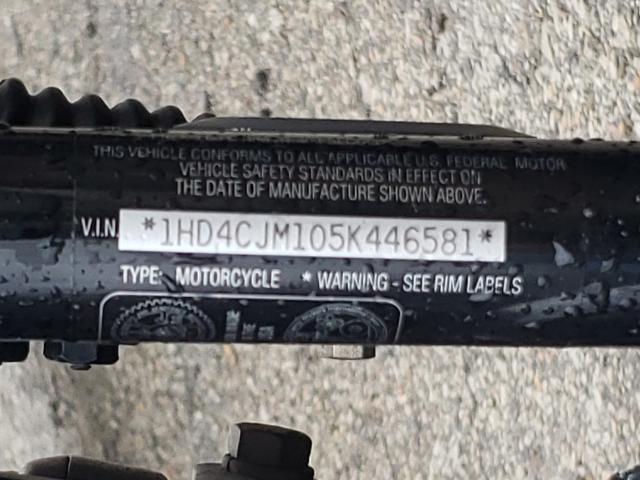 THIS VEHICLE CONFORMS TO ALL APPLICABLE U.S. FEDERAL MOTOR
VEHICLE SAFETY STANDARDS IN EFFECT ON
THE DATE OF MANUFACTURE SHOWN ABOVE.
V.I.N. *1HD4CJM105K446581*
TYPE: MOTORCYCLE * WARNING - SEE RIM LABELS